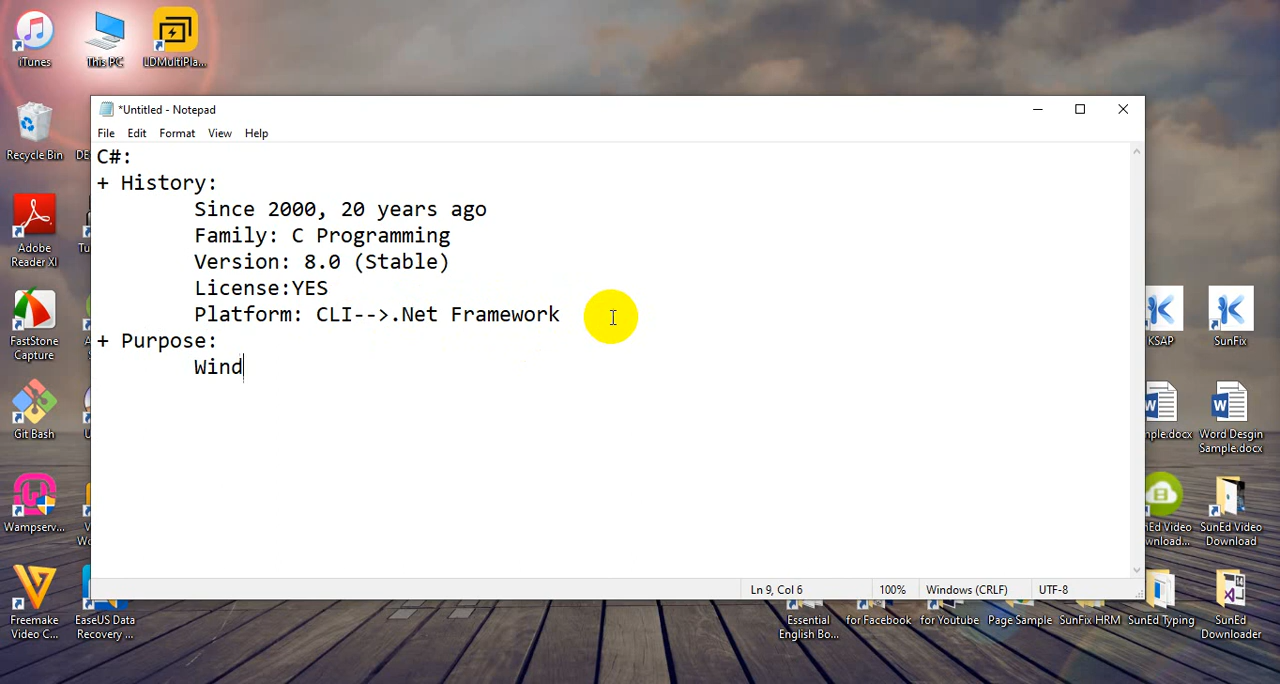 iTunes
This PC
LDMultiPla...
*Untitled - Notepad
File Edit Format View Help
C#:
+ History:
Since 2000, 20 years ago
Family: C Programming
Version: 8.0 (Stable)
License:YES
Platform: CLI-->.Net Framework
+ Purpose:
Wind
Ln 9, Col 6
100%
Windows (CRLF)
UTF-8
Recycle Bin
Adobe
Reader XI
FastStone
Capture
Git Bash
Wampserv...
Freemake
Video C...
EaseUS Data
Recovery ...
KSAP
SunFix
Word Desgin
Sample.docx
SunEd Video
Download
Essential
English Bo...
for Facebook
for Youtube
Page Sample
SunFix HRM
SunEd Typing
SunEd
Downloader